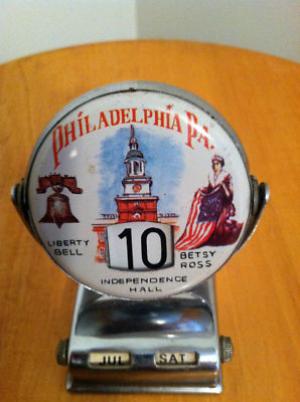 PHILADELPHIA PA.
LIBERTY BELL
10
BETSY ROSS
INDEPENDENCE HALL
JUL SAT